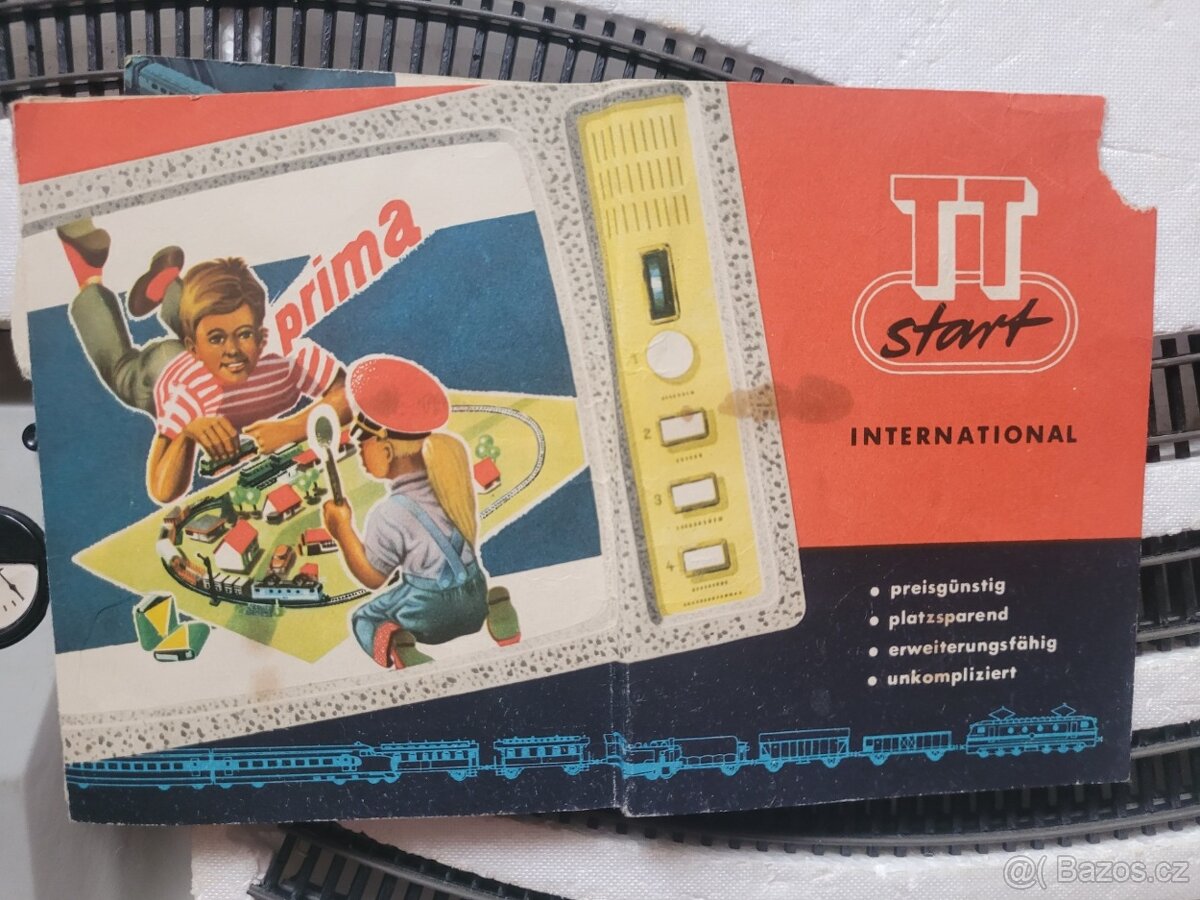 prima
1
2
3
4
TT
start
INTERNATIONAL
• preisgünstig
• platzsparend
• erweiterungsfähig
• unkompliziert
Bazos.cz